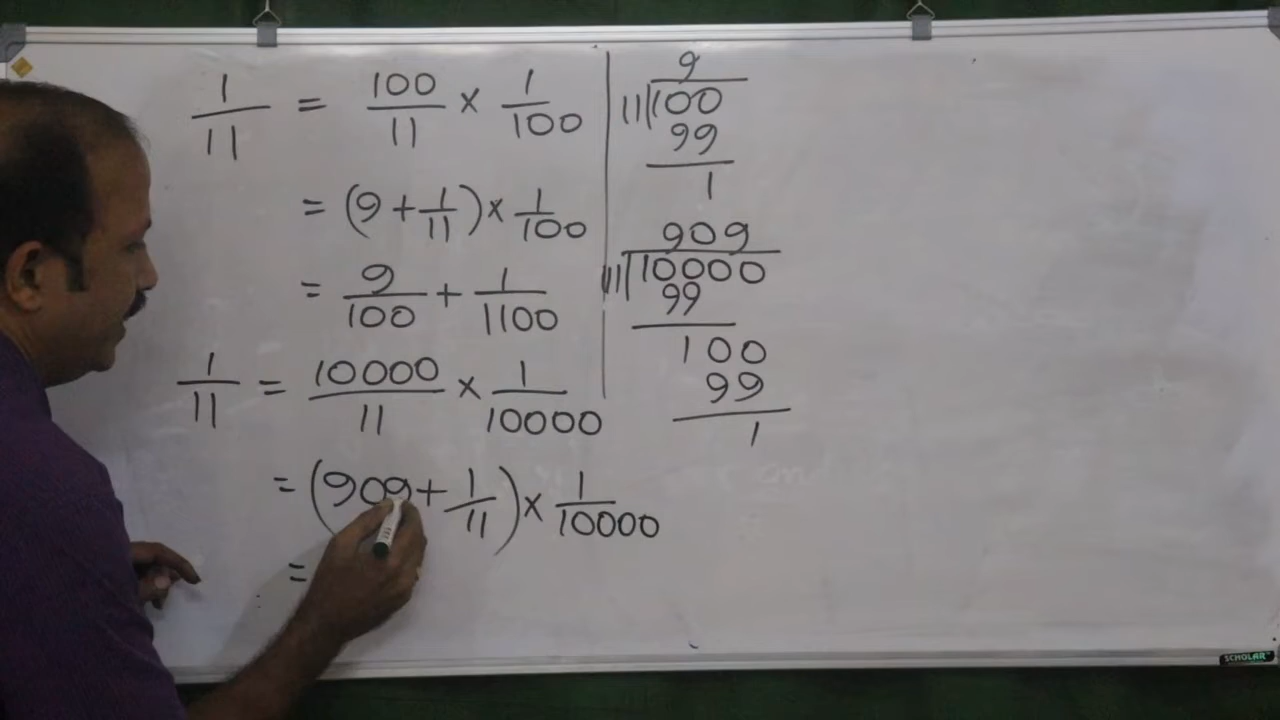 1/11 = 100/11 × 1/100
= (9 + 1/11) × 1/100
= 9/100 + 1/1100
1/11 = 10000/11 × 1/10000
= (909 + 1/11) × 1/10000
=
9
11 100
99
1
909
11 10000
99
100
99
1
SCHOLAR